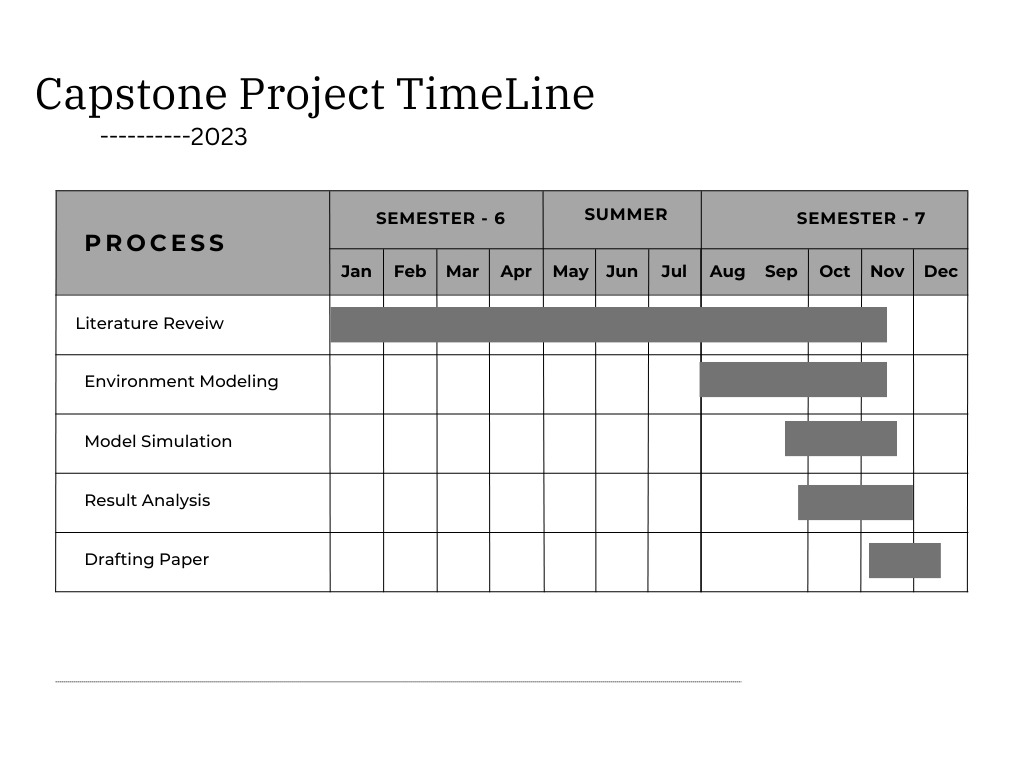 Capstone Project TimeLine
----------2023
PROCESS
SEMESTER - 6 SUMMER SEMESTER - 7
Jan Feb Mar Apr May Jun Jul Aug Sep Oct Nov Dec
Literature Reveiw
Environment Modeling
Model Simulation
Result Analysis
Drafting Paper